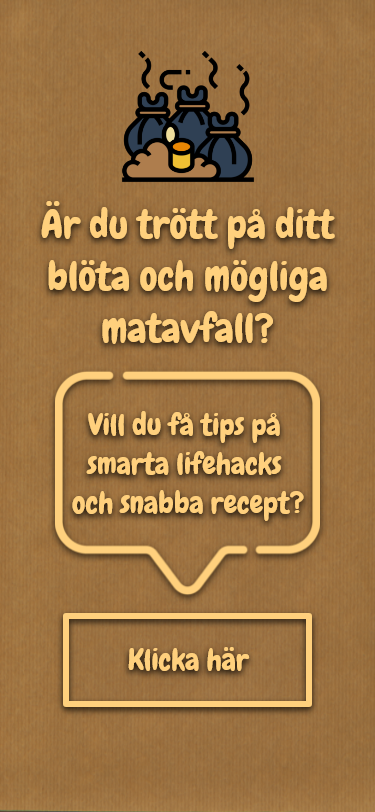 Är du trött på ditt
blöta och mögliga
matavfall?
Vill du få tips på
smarta lifehacks
och snabba recept?
Klicka här